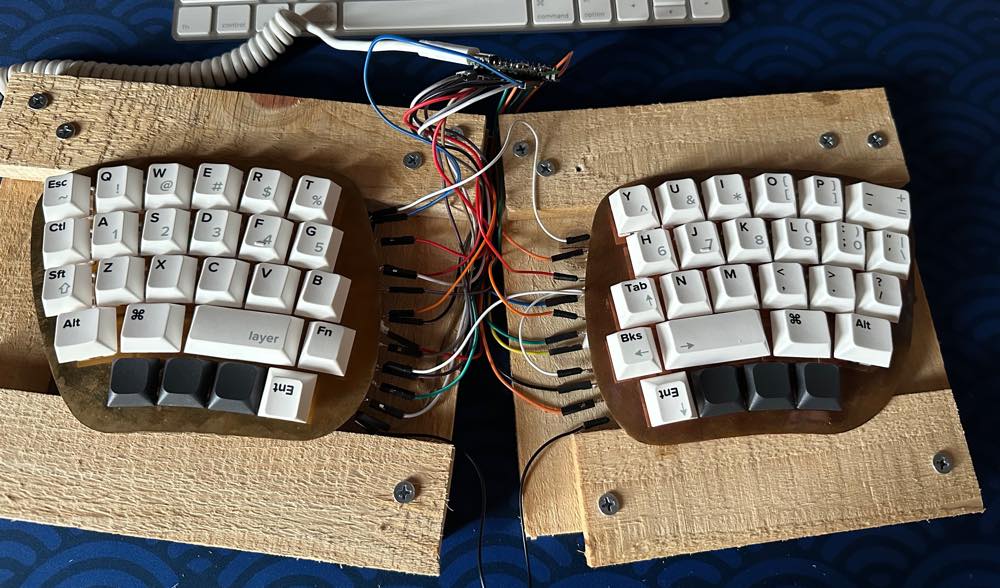 fn control command option
Esc ~ Q ! W @ E # R $ T %
Ctl A 1 S 2 D 3 F 4 G 5
Sft ⇧ Z X C V B
Alt ⌘ layer Fn
Ent
Y ^ U & I * O [ P ] - _ + =
H 6 J 7 K 8 L ( 9 : ; 0 " '
Tab N M < , > . ? /
Bks ← → ⌘ Alt
Ent